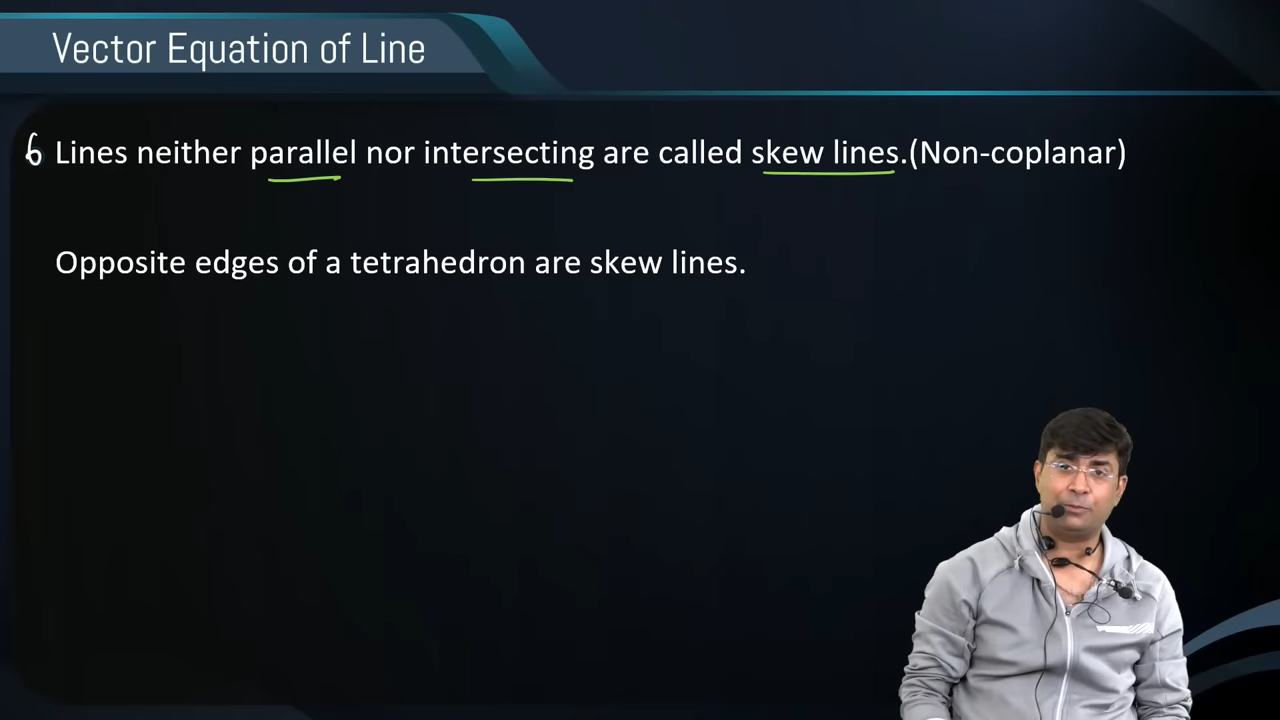 Vector Equation of Line
6 Lines neither parallel nor intersecting are called skew lines.(Non-coplanar)
Opposite edges of a tetrahedron are skew lines.